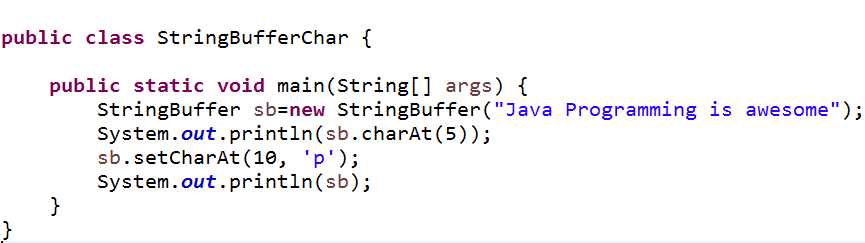 public class StringBufferChar {
public static void main(String[] args) {
StringBuffer sb=new StringBuffer("Java Programming is awesome");
System.out.println(sb.charAt(5));
sb.setCharAt(10, 'p');
System.out.println(sb);
}
}